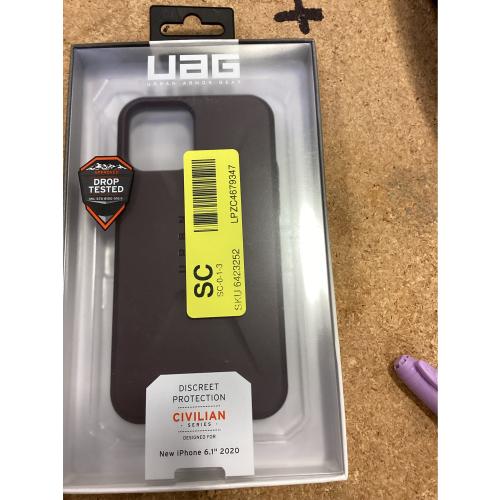 UAG
URBAN ARMOR GEAR
IMPROVED
DROP
TESTED
SC
SC-0-1-3
SKU 6423252
LPZC4679347
DISCREET
PROTECTION
CIVILIAN
SERIES
DESIGNED FOR
New iPhone 6.1" 2020